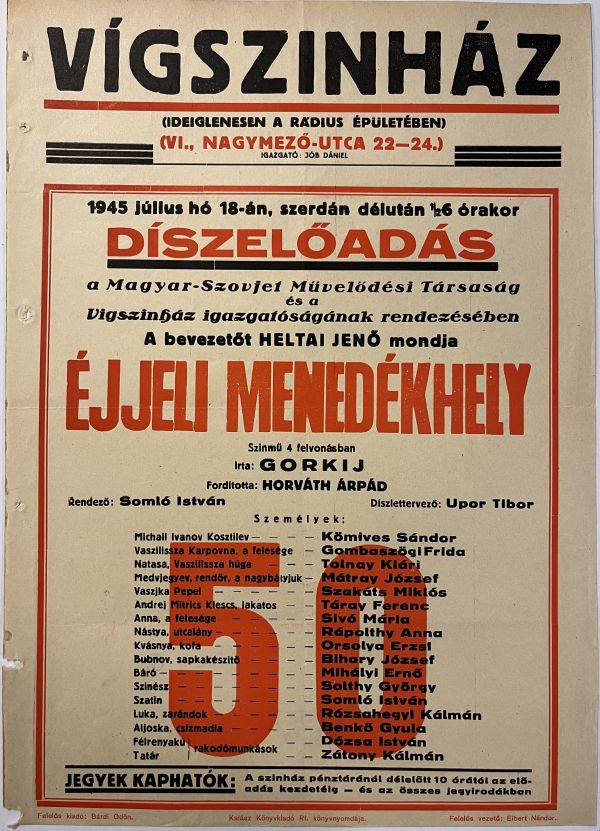 VÍGSZINHÁZ
(IDEIGLENESEN A RÁDIUS ÉPÜLETÉBEN)
(VI., NAGYMEZŐ-UTCA 22—24.)
IGAZGATÓ: JÓB DÁNIEL
1945 július hó 18-án, szerdán délután ½6 órakor
DÍSZELŐADÁS
a Magyar-Szovjet Művelődési Társaság
és a
Vígszinház igazgatóságának rendezésében
A bevezetőt HELTAI JENŐ mondja
ÉJJELI MENEDÉKHELY
Szinmű 4 felvonásban
Irta: GORKIJ
Fordította: HORVÁTH ÁRPÁD
Rendező: Somló István Díszlettervező: Upor Tibor
Személyek:
50
Michail Ivanov Kosztilev — Kömives Sándor
Vaszilissza Karpovna, a felesége — Gombaszögi Frida
Natasa, Vaszilissza húga — Tolnay Klári
Medvjegyev, rendőr, a nagybátyjuk — Mátray József
Vaszjka Pepel — Szakáts Miklós
Andrej Mitrics Klescs, lakatos — Táray Ferenc
Anna, a felesége — Sivó Mária
Nástya, utcalány — Rápolthy Anna
Kvásnya, kofa — Orsolya Erzsi
Bubnov, sapkakészitő — Bihary József
Báró — Mihályi Ernő
Szinész — Solthy György
Szatin — Somló István
Luka, zarándok — Rózsahegyi Kálmán
Aljoska, csizmadia — Benkő Gyula
Félrenyakú } rakodómunkások — Dózsa István
Tatár — Zátony Kálmán
JEGYEK KAPHATÓK: A szinház pénztáránál délelőtt 10 órától az elő-
adás kezdetéig — és az összes jegyirodákban
Felelős kiadó: Bárdi Ödön. Kalász Könyvkiadó Rt. könyvnyomdája. Felelős vezető: Elbert Nándor.